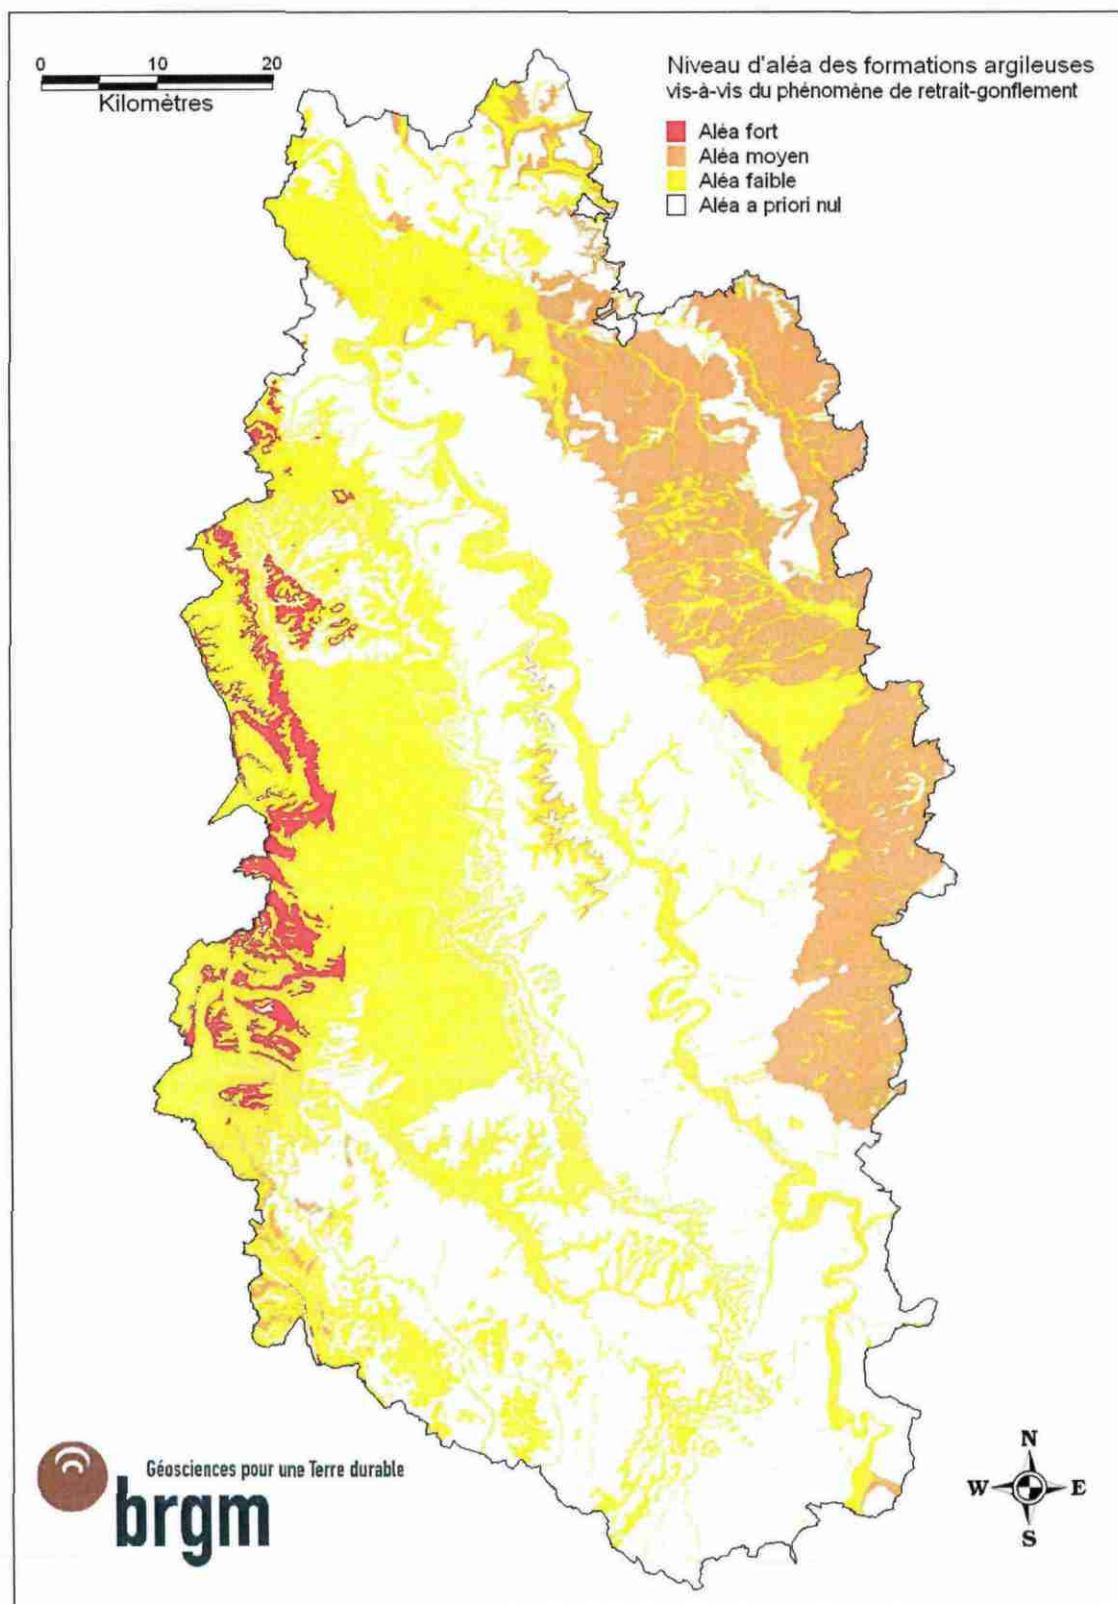 0 10 20
Kilomètres
Niveau d'aléa des formations argileuses
vis-à-vis du phénomène de retrait-gonflement
Aléa fort
Aléa moyen
Aléa faible
Aléa a priori nul
Géosciences pour une Terre durable
brgm
N
W E
S